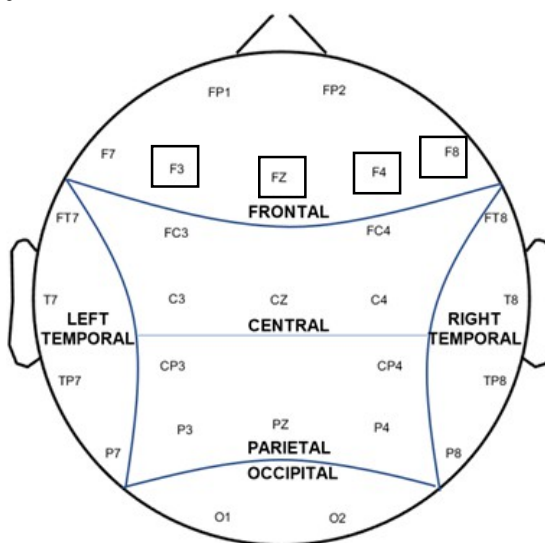 FP1 FP2
F7 F3 FZ F4 F8
FRONTAL
FT7 FC3 FC4 FT8
T7 C3 CZ C4 T8
LEFT TEMPORAL CENTRAL RIGHT TEMPORAL
TP7 CP3 CP4 TP8
P7 P3 PZ P4 P8
PARIETAL
OCCIPITAL
O1 O2